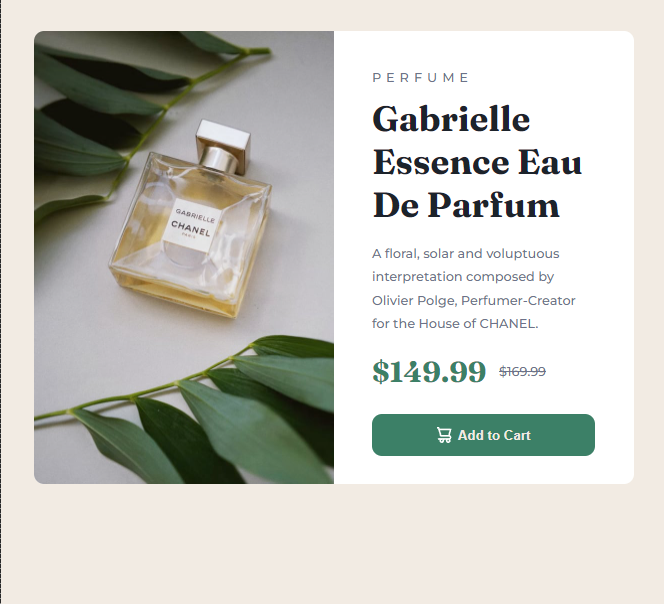 GABRIELLE
CHANEL
PARIS
PERFUME
Gabrielle
Essence Eau
De Parfum
A floral, solar and voluptuous
interpretation composed by
Olivier Polge, Perfumer-Creator
for the House of CHANEL.
$149.99 $169.99
Add to Cart